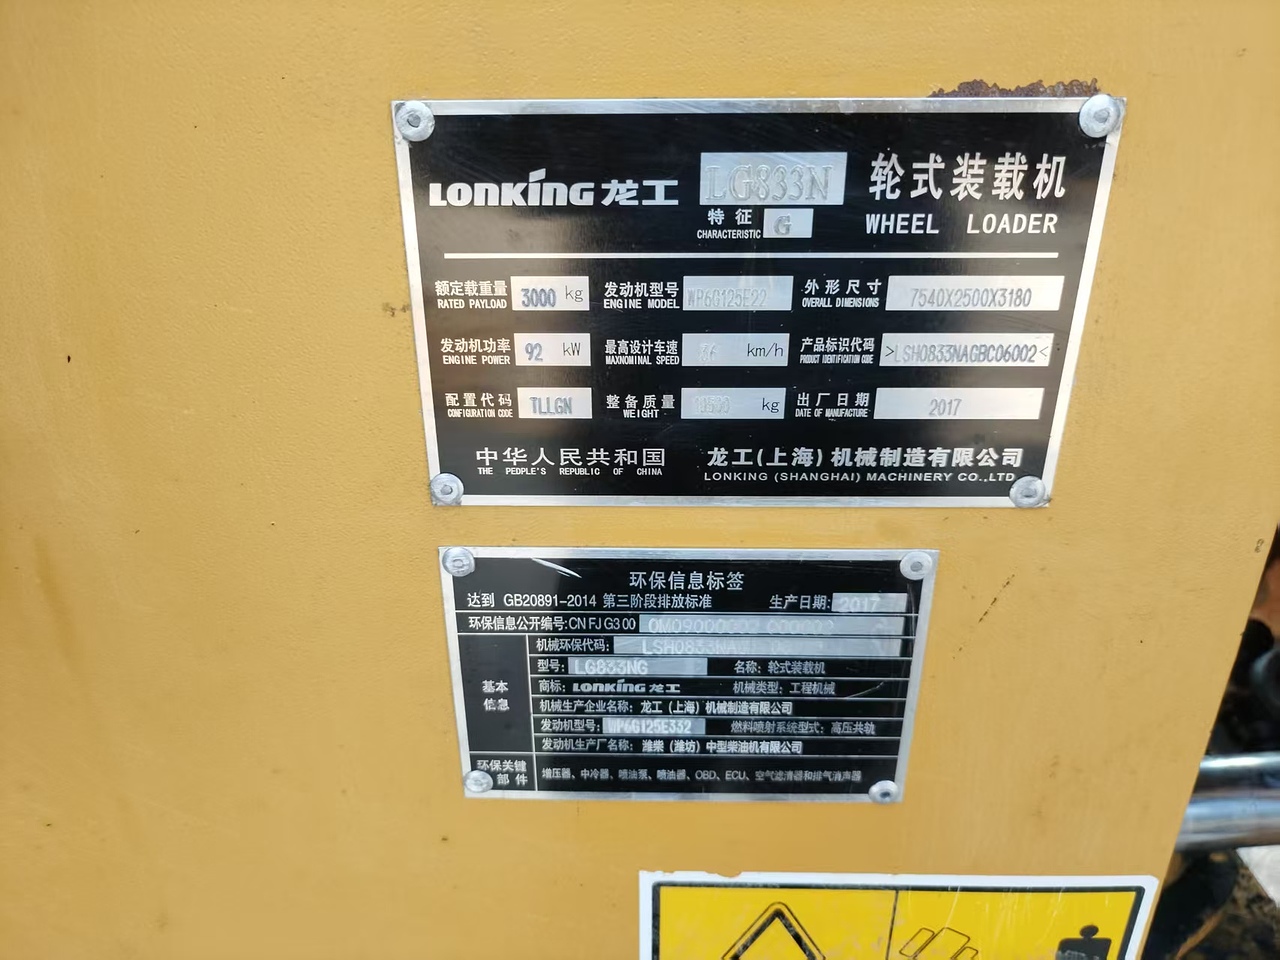 LONKING 龙工 LG833N 轮式装载机
特征 CHARACTERISTIC G WHEEL LOADER
额定载重量 RATED PAYLOAD 3000 kg 发动机型号 ENGINE MODEL WP6G125E22 外形尺寸 OVERALL DIMENSIONS 7540X2500X3180
发动机功率 ENGINE POWER 92 kW 最高设计车速 MAXNOMINAL SPEED km/h 产品标识代码 PRODUCT IDENTIFICATION CODE >LSH0833NAGBC06002<
配置代码 CONFIGURATION CODE TLLGN 整备质量 WEIGHT kg 出厂日期 DATE OF MANUFACTURE 2017
中华人民共和国 龙工(上海)机械制造有限公司
THE PEOPLE'S REPUBLIC OF CHINA LONKING (SHANGHAI) MACHINERY CO.,LTD
环保信息标签
达到 GB20891-2014 第三阶段排放标准 生产日期: 2017
环保信息公开编号:CN FJ G3 00
机械环保代码:
基本信息
型号: LG833NG 名称: 轮式装载机
商标: LONKING 龙工 机械类型: 工程机械
机械生产企业名称: 龙工(上海)机械制造有限公司
发动机型号: WP6G125E332 燃料喷射系统型式: 高压共轨
发动机生产厂名称: 潍柴(潍坊)中型柴油机有限公司
环保关键部件 增压器、中冷器、喷油泵、喷油器、OBD、ECU、空气滤清器和排气消声器